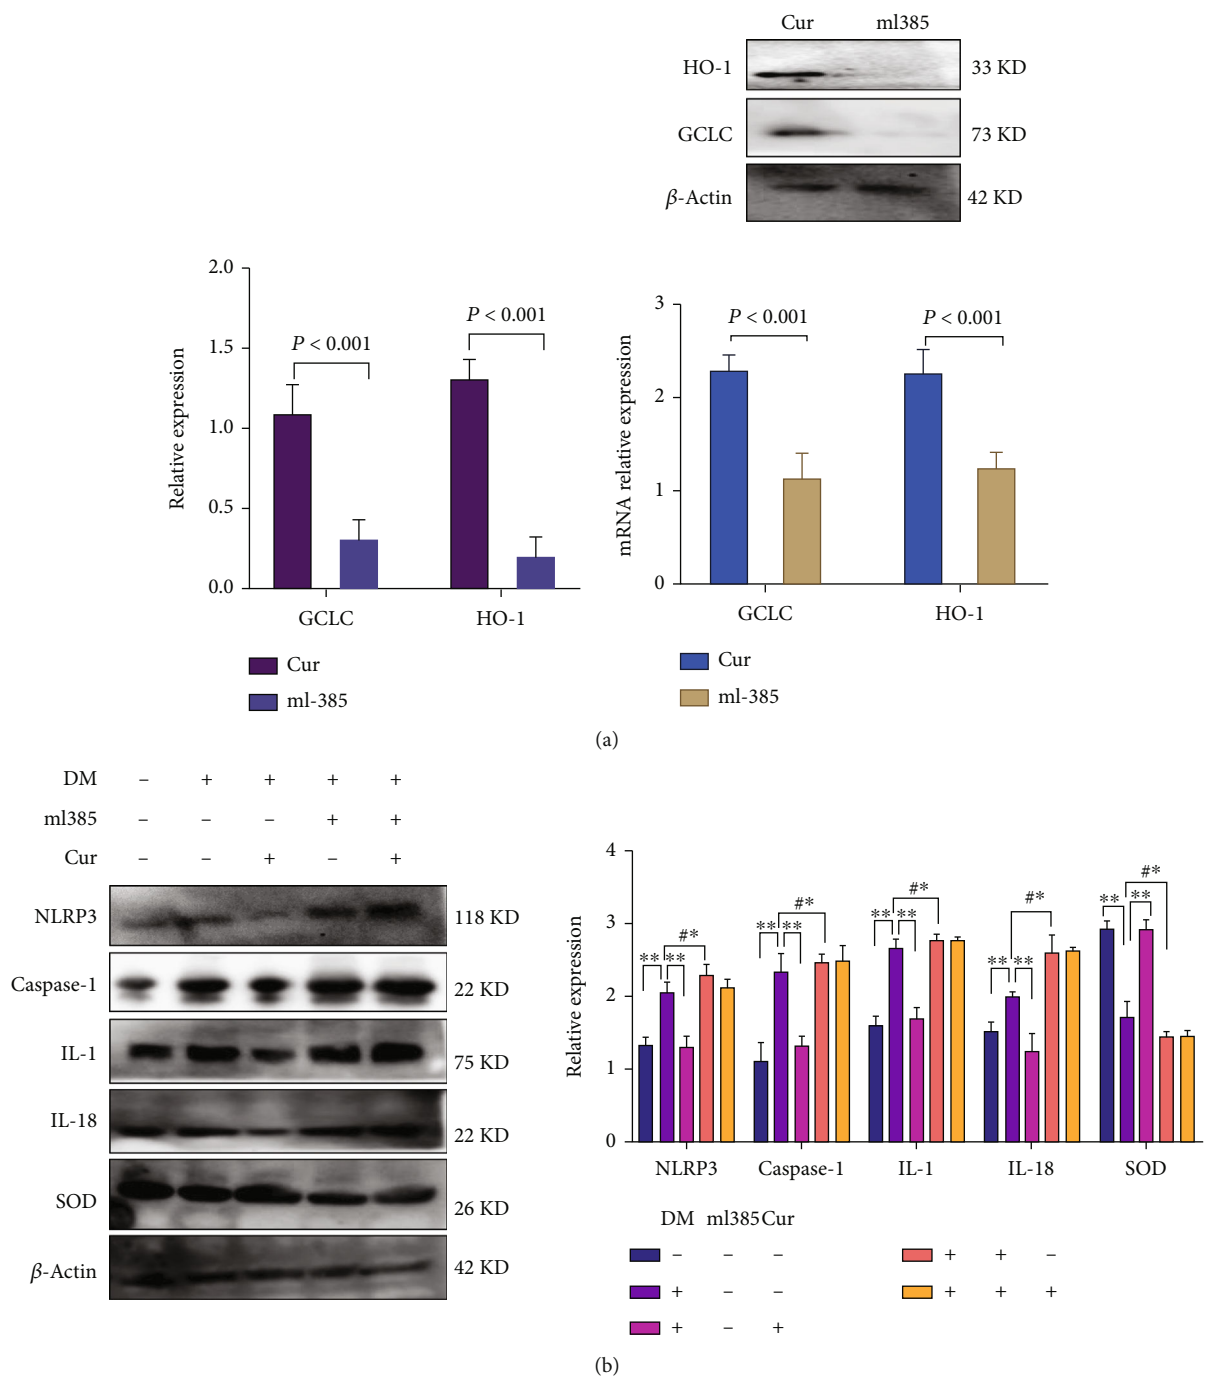 Cur ml385
HO-1 33 KD
GCLC 73 KD
β-Actin 42 KD
2.0
1.5
1.0
0.5
0.0
Relative expression
P < 0.001
P < 0.001
GCLC HO-1
Cur
ml-385
3
2
1
0
mRNA relative expression
P < 0.001
P < 0.001
GCLC HO-1
Cur
ml-385
(a)
DM – + + + +
ml385 – – – + +
Cur – – + – +
NLRP3 118 KD
Caspase-1 22 KD
IL-1 75 KD
IL-18 22 KD
SOD 26 KD
β-Actin 42 KD
4
3
2
1
0
Relative expression
** ** #*
** ** #*
** ** #*
** ** #*
** ** #*
NLRP3 Caspase-1 IL-1 IL-18 SOD
DM ml385 Cur
– – –
+ – –
+ – +
+ + –
+ + +
(b)